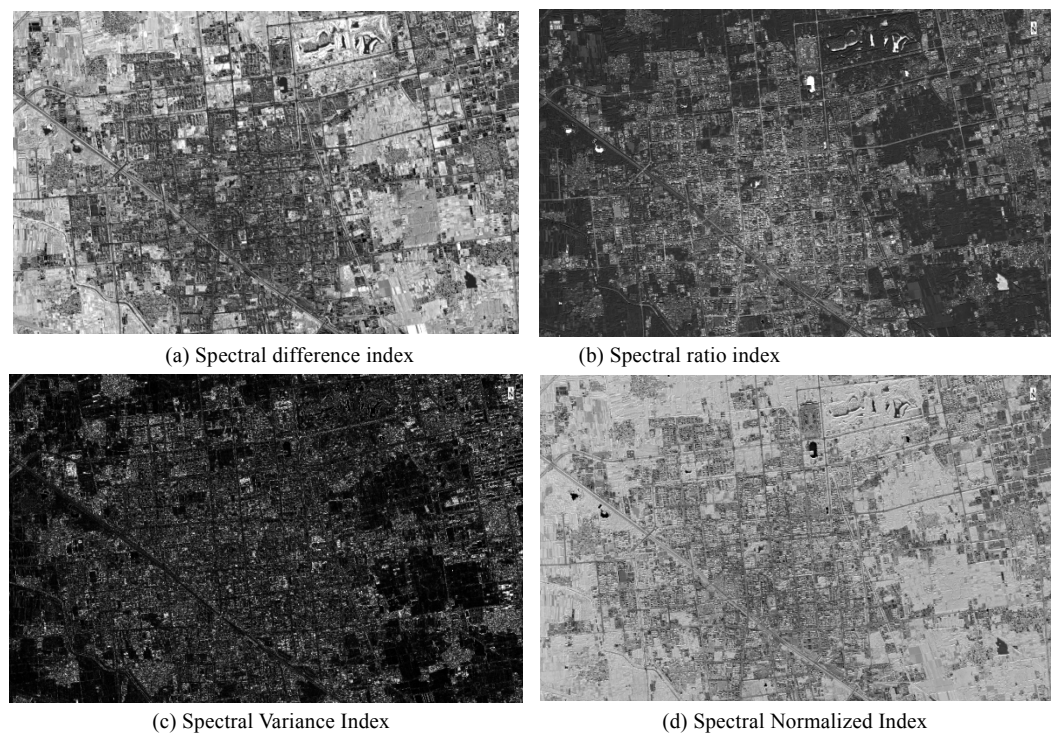 (a) Spectral difference index
(b) Spectral ratio index
(c) Spectral Variance Index
(d) Spectral Normalized Index